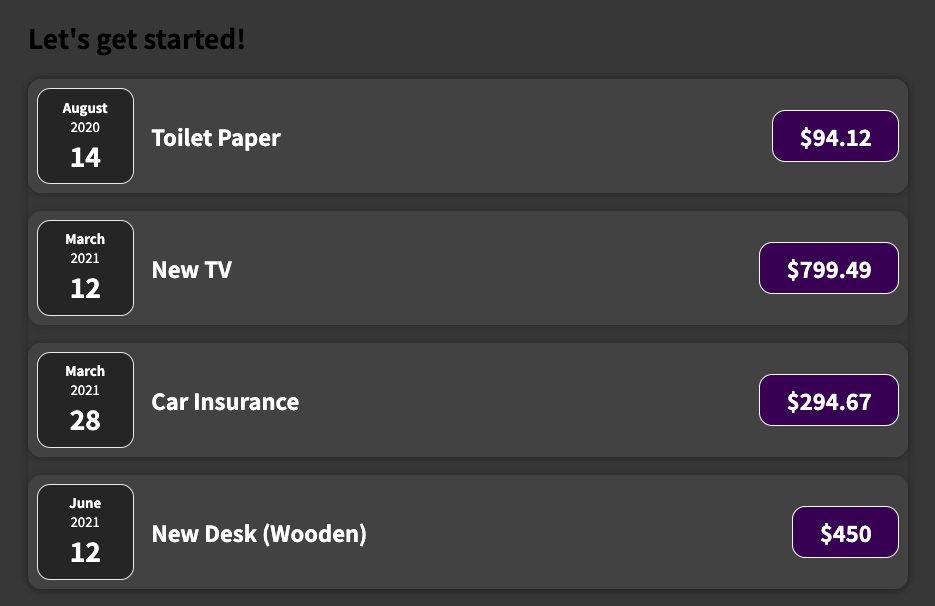 Let's get started!
August
2020
14
Toilet Paper
$94.12
March
2021
12
New TV
$799.49
March
2021
28
Car Insurance
$294.67
June
2021
12
New Desk (Wooden)
$450